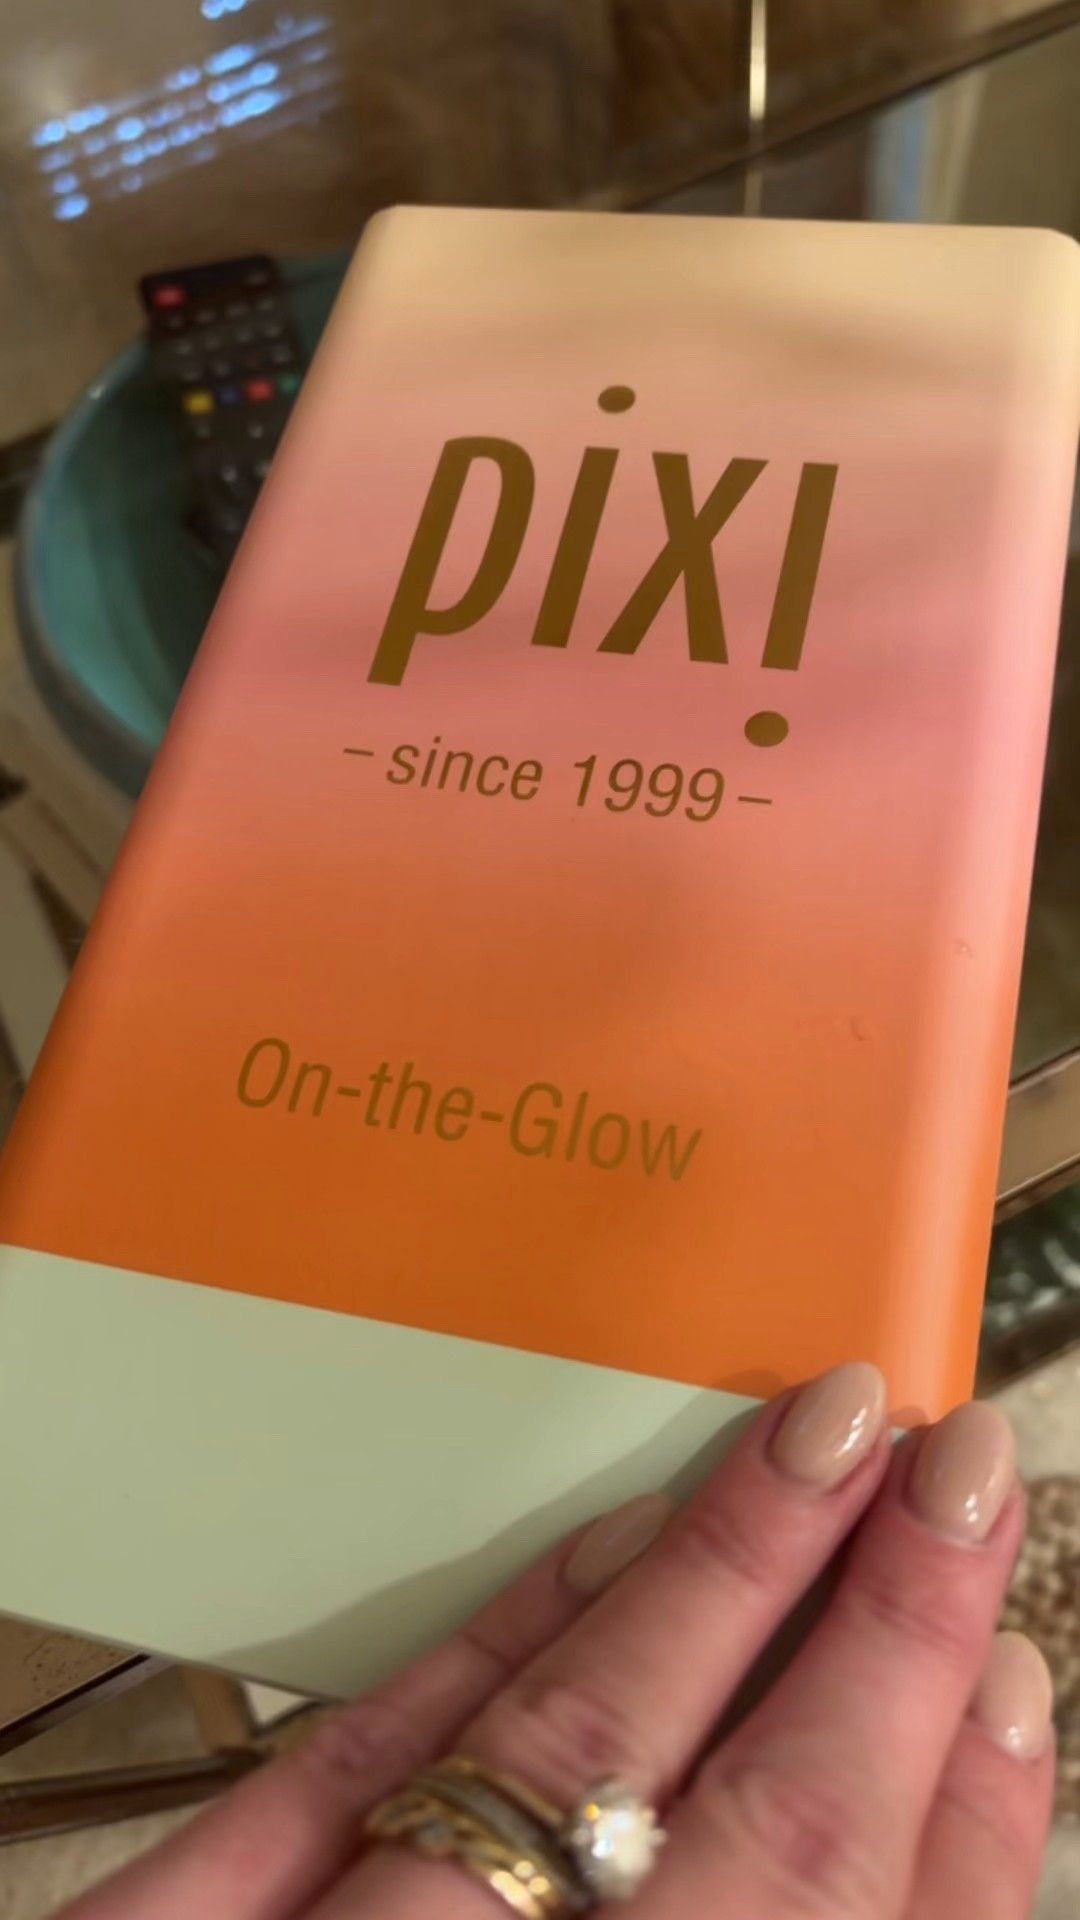 pixi
– since 1999 –
On-the-Glow